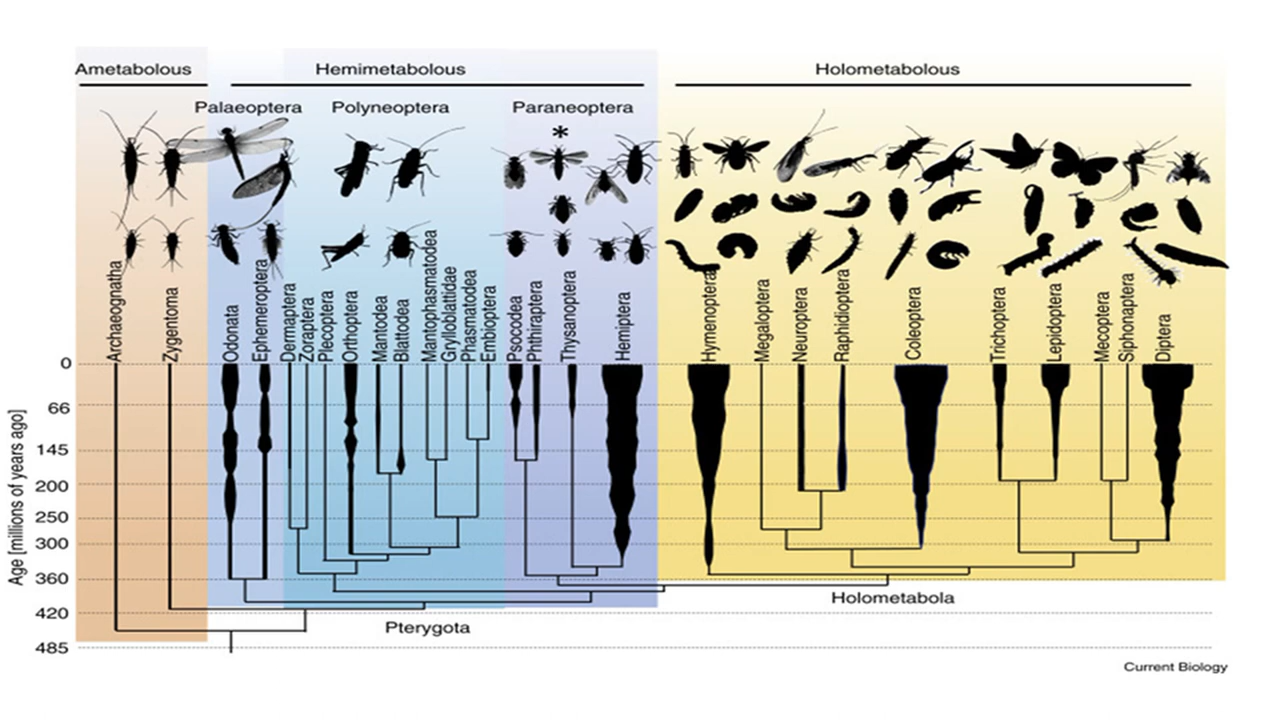 Ametabolous
Hemimetabolous
Holometabolous
Palaeoptera
Polyneoptera
Paraneoptera
*
Archaeognatha
Zygentoma
Odonata
Ephemeroptera
Dermaptera
Zoraptera
Plecoptera
Orthoptera
Mantodea
Blattodea
Mantophasmatodea
Grylloblattidae
Phasmatodea
Embioptera
Psocodea
Phthiraptera
Thysanoptera
Hemiptera
Hymenoptera
Megaloptera
Neuroptera
Raphidioptera
Coleoptera
Trichoptera
Lepidoptera
Mecoptera
Siphonaptera
Diptera
Age [millions of years ago]
0
66
145
200
250
300
360
420
485
Holometabola
Pterygota
Current Biology